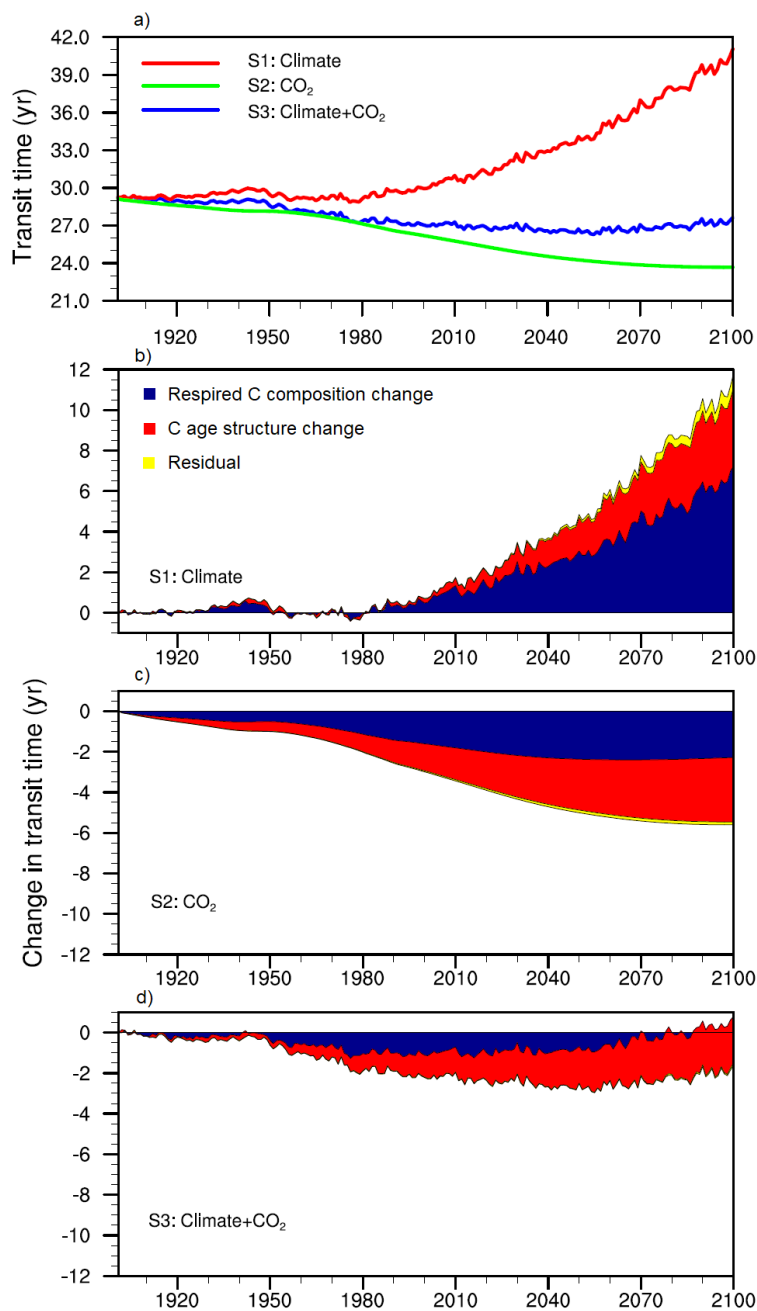 a)
42.0
39.0
36.0
33.0
30.0
27.0
24.0
21.0
Transit time (yr)
S1: Climate
S2: CO₂
S3: Climate+CO₂
1920 1950 1980 2010 2040 2070 2100
b)
12
10
8
6
4
2
0
Respired C composition change
C age structure change
Residual
S1: Climate
1920 1950 1980 2010 2040 2070 2100
c)
Change in transit time (yr)
0
-2
-4
-6
-8
-10
-12
S2: CO₂
1920 1950 1980 2010 2040 2070 2100
d)
0
-2
-4
-6
-8
-10
-12
S3: Climate+CO₂
1920 1950 1980 2010 2040 2070 2100